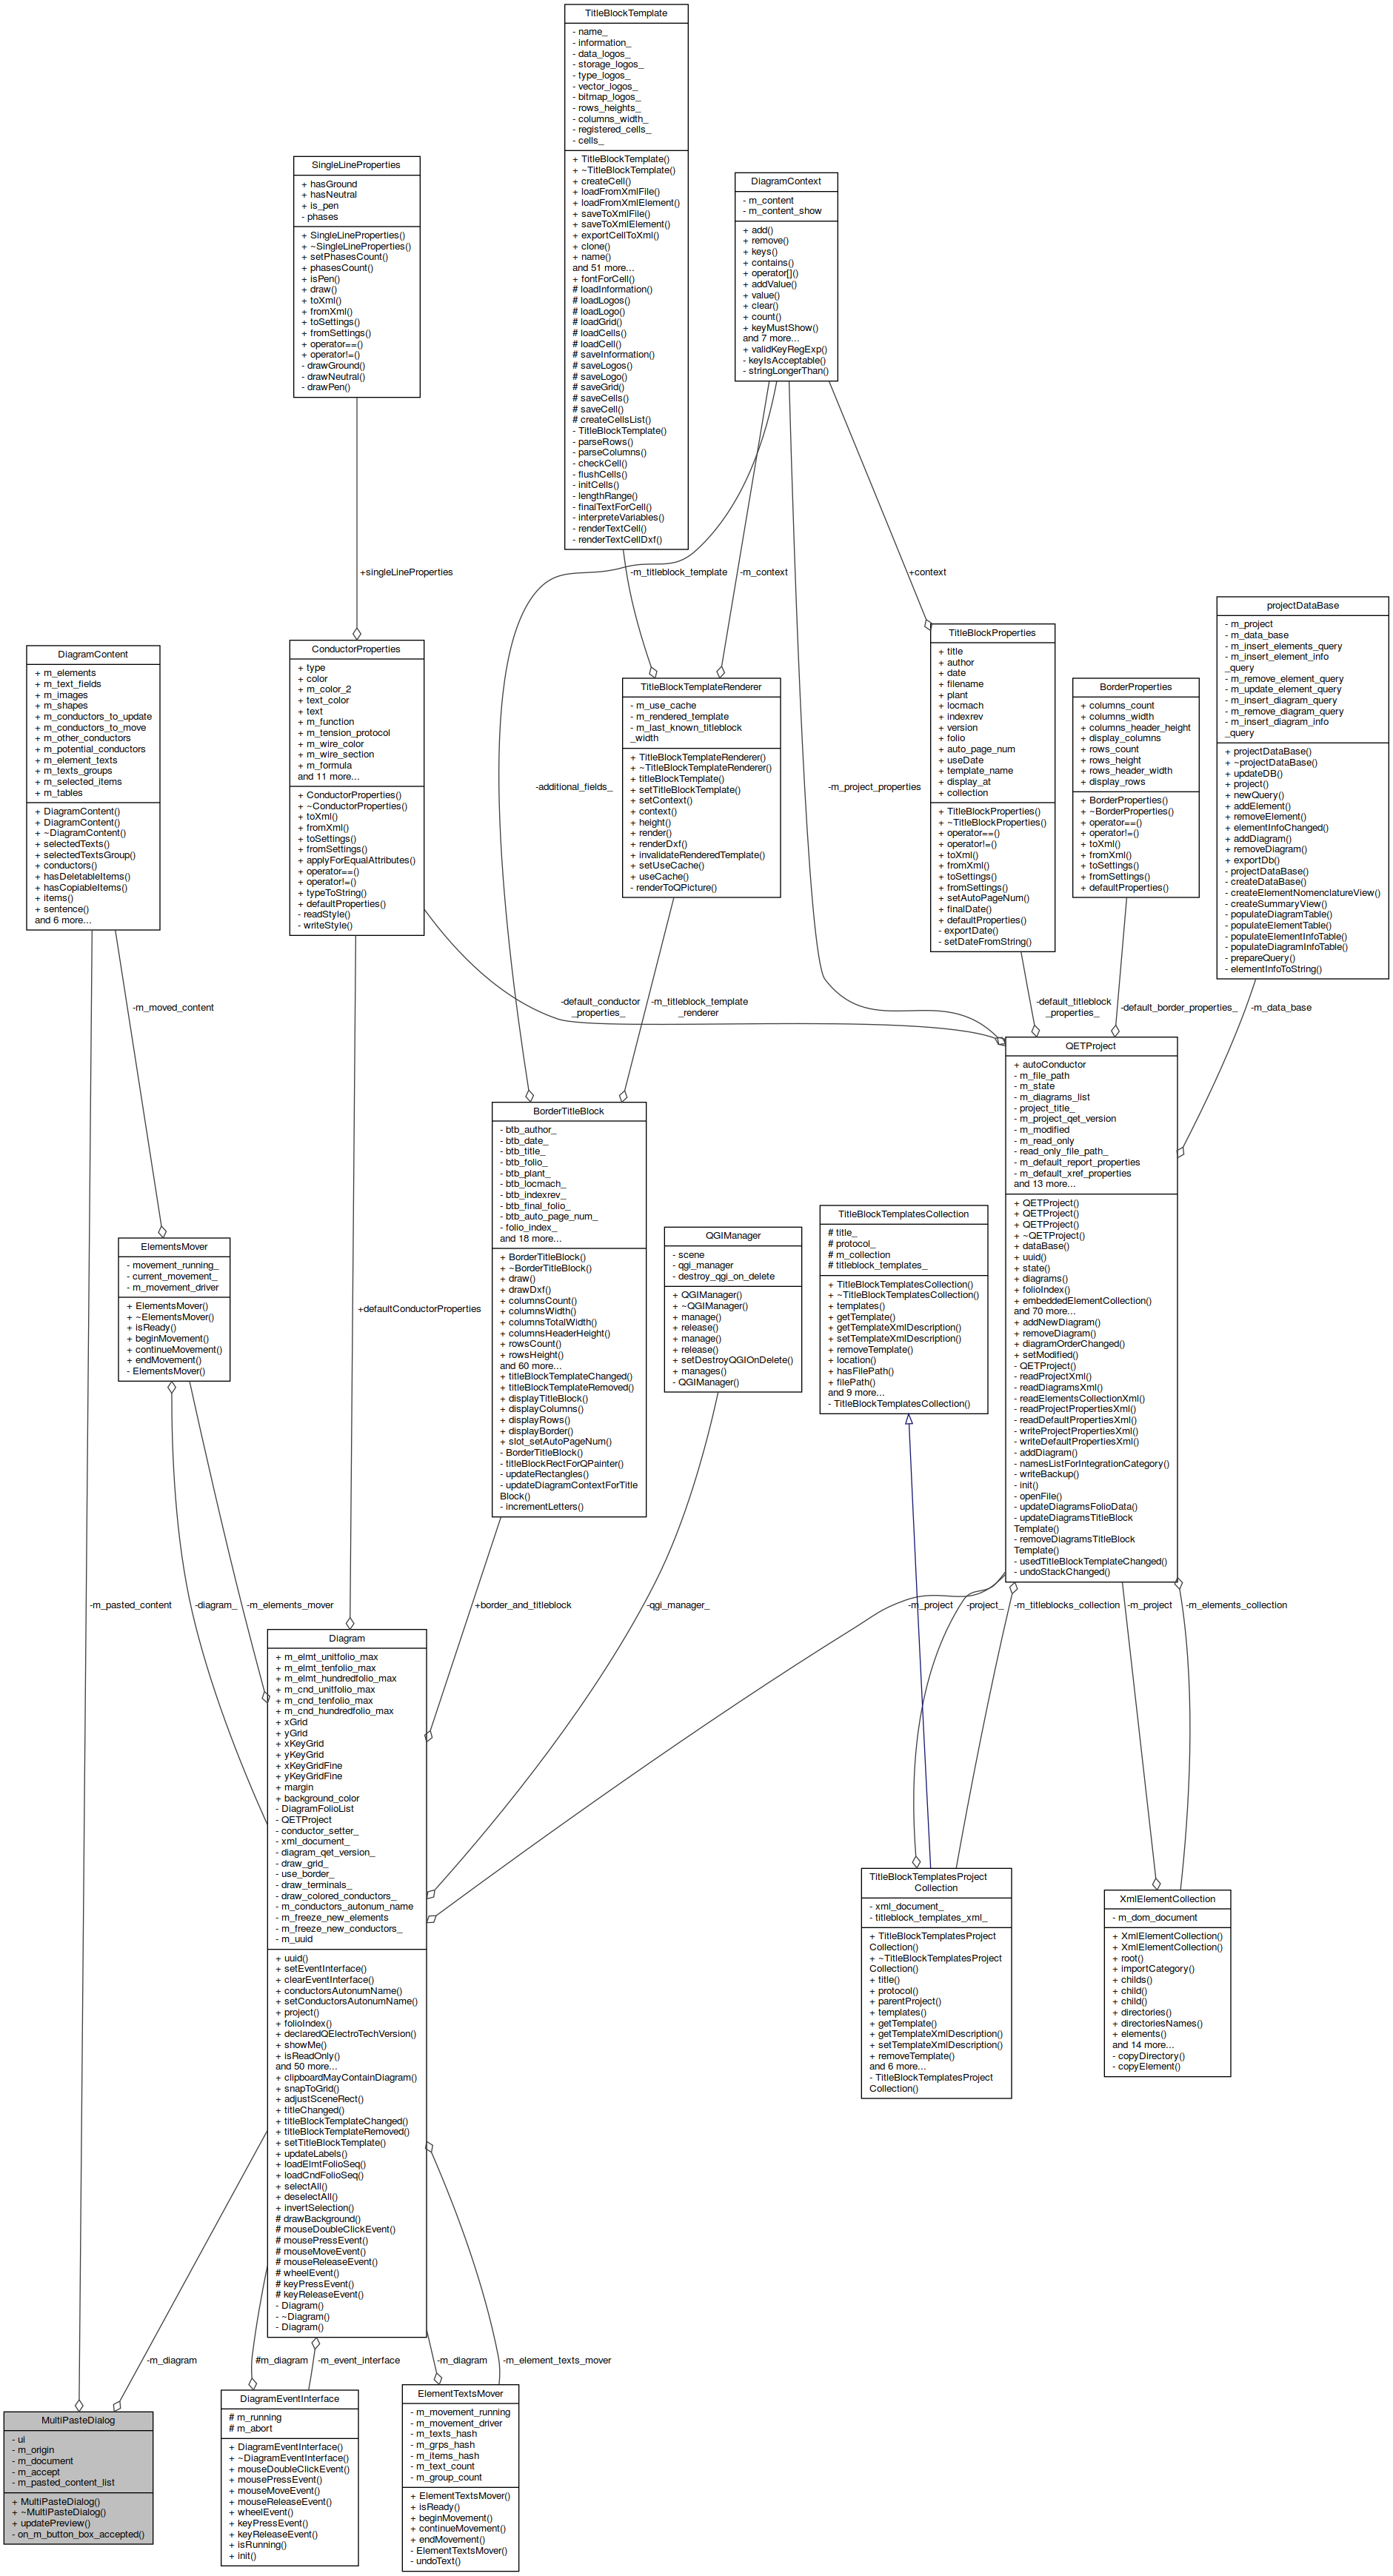 TitleBlockTemplate
- name_
- information_
- data_logos_
- storage_logos_
- type_logos_
- vector_logos_
- bitmap_logos_
- rows_heights_
- columns_width_
- registered_cells_
- cells_
+ TitleBlockTemplate()
+ ~TitleBlockTemplate()
+ createCell()
+ loadFromXmlFile()
+ loadFromXmlElement()
+ saveToXmlFile()
+ saveToXmlElement()
+ exportCellToXml()
+ clone()
+ name()
and 51 more...
+ fontForCell()
# loadInformation()
# loadLogos()
# loadLogo()
# loadGrid()
# loadCells()
# loadCell()
# saveInformation()
# saveLogos()
# saveLogo()
# saveGrid()
# saveCells()
# saveCell()
# createCellsList()
- TitleBlockTemplate()
- parseRows()
- parseColumns()
- checkCell()
- flushCells()
- initCells()
- lengthRange()
- finalTextForCell()
- interpreteVariables()
- renderTextCell()
- renderTextCellDxf()
SingleLineProperties
+ hasGround
+ hasNeutral
+ is_pen
- phases
+ SingleLineProperties()
+ ~SingleLineProperties()
+ setPhasesCount()
+ phasesCount()
+ isPen()
+ draw()
+ toXml()
+ fromXml()
+ toSettings()
+ fromSettings()
+ operator==()
+ operator!=()
- drawGround()
- drawNeutral()
- drawPen()
DiagramContext
- m_content
- m_content_show
+ add()
+ remove()
+ keys()
+ contains()
+ operator[]()
+ addValue()
+ value()
+ clear()
+ count()
+ keyMustShow()
and 7 more...
+ validKeyRegExp()
- keyIsAcceptable()
- stringLongerThan()
+singleLineProperties
-m_titleblock_template
-m_context
+context
DiagramContent
+ m_elements
+ m_text_fields
+ m_images
+ m_shapes
+ m_conductors_to_update
+ m_conductors_to_move
+ m_other_conductors
+ m_potential_conductors
+ m_element_texts
+ m_texts_groups
+ m_selected_items
+ m_tables
+ DiagramContent()
+ DiagramContent()
+ ~DiagramContent()
+ selectedTexts()
+ selectedTextsGroup()
+ conductors()
+ hasDeletableItems()
+ hasCopiableItems()
+ items()
+ sentence()
and 6 more...
ConductorProperties
+ type
+ color
+ m_color_2
+ text_color
+ text
+ m_function
+ m_tension_protocol
+ m_wire_color
+ m_wire_section
+ m_formula
and 11 more...
+ ConductorProperties()
+ ~ConductorProperties()
+ toXml()
+ fromXml()
+ toSettings()
+ fromSettings()
+ applyForEqualAttributes()
+ operator==()
+ operator!=()
+ typeToString()
+ defaultProperties()
- readStyle()
- writeStyle()
-additional_fields_
TitleBlockTemplateRenderer
- m_use_cache
- m_rendered_template
- m_last_known_titleblock
_width
+ TitleBlockTemplateRenderer()
+ ~TitleBlockTemplateRenderer()
+ titleBlockTemplate()
+ setTitleBlockTemplate()
+ setContext()
+ context()
+ height()
+ render()
+ renderDxf()
+ invalidateRenderedTemplate()
+ setUseCache()
+ useCache()
- renderToQPicture()
-m_project_properties
TitleBlockProperties
+ title
+ author
+ date
+ filename
+ plant
+ locmach
+ indexrev
+ version
+ folio
+ auto_page_num
+ useDate
+ template_name
+ display_at
+ collection
+ TitleBlockProperties()
+ ~TitleBlockProperties()
+ operator==()
+ operator!=()
+ toXml()
+ fromXml()
+ toSettings()
+ fromSettings()
+ setAutoPageNum()
+ finalDate()
+ defaultProperties()
- exportDate()
- setDateFromString()
BorderProperties
+ columns_count
+ columns_width
+ columns_header_height
+ display_columns
+ rows_count
+ rows_height
+ rows_header_width
+ display_rows
+ BorderProperties()
+ ~BorderProperties()
+ operator==()
+ operator!=()
+ toXml()
+ fromXml()
+ toSettings()
+ fromSettings()
+ defaultProperties()
projectDataBase
- m_project
- m_data_base
- m_insert_elements_query
- m_insert_element_info
_query
- m_remove_element_query
- m_update_element_query
- m_insert_diagram_query
- m_remove_diagram_query
- m_insert_diagram_info
_query
+ projectDataBase()
+ ~projectDataBase()
+ updateDB()
+ project()
+ newQuery()
+ addElement()
+ removeElement()
+ elementInfoChanged()
+ addDiagram()
+ removeDiagram()
+ exportDb()
- projectDataBase()
- createDataBase()
- createElementNomenclatureView()
- createSummaryView()
- populateDiagramTable()
- populateElementTable()
- populateElementInfoTable()
- populateDiagramInfoTable()
- prepareQuery()
- elementInfoToString()
-m_moved_content
-default_conductor
_properties_
-m_titleblock_template
_renderer
-default_titleblock
_properties_
-default_border_properties_
-m_data_base
QETProject
+ autoConductor
- m_file_path
- m_state
- m_diagrams_list
- project_title_
- m_project_qet_version
- m_modified
- m_read_only
- read_only_file_path_
- m_default_report_properties
- m_default_xref_properties
and 13 more...
+ QETProject()
+ QETProject()
+ QETProject()
+ ~QETProject()
+ dataBase()
+ uuid()
+ state()
+ diagrams()
+ folioIndex()
+ embeddedElementCollection()
and 70 more...
+ addNewDiagram()
+ removeDiagram()
+ diagramOrderChanged()
+ setModified()
- QETProject()
- readProjectXml()
- readDiagramsXml()
- readElementsCollectionXml()
- readProjectPropertiesXml()
- readDefaultPropertiesXml()
- writeProjectPropertiesXml()
- writeDefaultPropertiesXml()
- addDiagram()
- namesListForIntegrationCategory()
- writeBackup()
- init()
- openFile()
- updateDiagramsFolioData()
- updateDiagramsTitleBlock
Template()
- removeDiagramsTitleBlock
Template()
- usedTitleBlockTemplateChanged()
- undoStackChanged()
BorderTitleBlock
- btb_author_
- btb_date_
- btb_title_
- btb_folio_
- btb_plant_
- btb_locmach_
- btb_indexrev_
- btb_final_folio_
- btb_auto_page_num_
- folio_index_
and 18 more...
+ BorderTitleBlock()
+ ~BorderTitleBlock()
+ draw()
+ drawDxf()
+ columnsCount()
+ columnsWidth()
+ columnsTotalWidth()
+ columnsHeaderHeight()
+ rowsCount()
+ rowsHeight()
and 60 more...
+ titleBlockTemplateChanged()
+ titleBlockTemplateRemoved()
+ displayTitleBlock()
+ displayColumns()
+ displayRows()
+ displayBorder()
+ slot_setAutoPageNum()
- BorderTitleBlock()
- titleBlockRectForQPainter()
- updateRectangles()
- updateDiagramContextForTitle
Block()
- incrementLetters()
ElementsMover
- movement_running_
- current_movement_
- m_movement_driver
+ ElementsMover()
+ ~ElementsMover()
+ isReady()
+ beginMovement()
+ continueMovement()
+ endMovement()
- ElementsMover()
+defaultConductorProperties
QGIManager
- scene
- qgi_manager
- destroy_qgi_on_delete
+ QGIManager()
+ ~QGIManager()
+ manage()
+ release()
+ manage()
+ release()
+ setDestroyQGIOnDelete()
+ manages()
- QGIManager()
TitleBlockTemplatesCollection
# title_
# protocol_
# m_collection
# titleblock_templates_
+ TitleBlockTemplatesCollection()
+ ~TitleBlockTemplatesCollection()
+ templates()
+ getTemplate()
+ getTemplateXmlDescription()
+ setTemplateXmlDescription()
+ removeTemplate()
+ location()
+ hasFilePath()
+ filePath()
and 9 more...
- TitleBlockTemplatesCollection()
-m_pasted_content
-diagram_
-m_elements_mover
+border_and_titleblock
-qgi_manager_
-m_project
-project_
-m_titleblocks_collection
-m_project
-m_elements_collection
Diagram
+ m_elmt_unitfolio_max
+ m_elmt_tenfolio_max
+ m_elmt_hundredfolio_max
+ m_cnd_unitfolio_max
+ m_cnd_tenfolio_max
+ m_cnd_hundredfolio_max
+ xGrid
+ yGrid
+ xKeyGrid
+ yKeyGrid
+ xKeyGridFine
+ yKeyGridFine
+ margin
+ background_color
- DiagramFolioList
- QETProject
- conductor_setter_
- xml_document_
- diagram_qet_version_
- draw_grid_
- use_border_
- draw_terminals_
- draw_colored_conductors_
- m_conductors_autonum_name
- m_freeze_new_elements
- m_freeze_new_conductors_
- m_uuid
+ uuid()
+ setEventInterface()
+ clearEventInterface()
+ conductorsAutonumName()
+ setConductorsAutonumName()
+ project()
+ folioIndex()
+ declaredQElectroTechVersion()
+ showMe()
+ isReadOnly()
and 50 more...
+ clipboardMayContainDiagram()
+ snapToGrid()
+ adjustSceneRect()
+ titleChanged()
+ titleBlockTemplateChanged()
+ titleBlockTemplateRemoved()
+ setTitleBlockTemplate()
+ updateLabels()
+ loadElmtFolioSeq()
+ loadCndFolioSeq()
+ selectAll()
+ deselectAll()
+ invertSelection()
# drawBackground()
# mouseDoubleClickEvent()
# mousePressEvent()
# mouseMoveEvent()
# mouseReleaseEvent()
# wheelEvent()
# keyPressEvent()
# keyReleaseEvent()
- Diagram()
- ~Diagram()
- Diagram()
TitleBlockTemplatesProject
Collection
- xml_document_
- titleblock_templates_xml_
+ TitleBlockTemplatesProject
Collection()
+ ~TitleBlockTemplatesProject
Collection()
+ title()
+ protocol()
+ parentProject()
+ templates()
+ getTemplate()
+ getTemplateXmlDescription()
+ setTemplateXmlDescription()
+ removeTemplate()
and 6 more...
- TitleBlockTemplatesProject
Collection()
XmlElementCollection
- m_dom_document
+ XmlElementCollection()
+ XmlElementCollection()
+ root()
+ importCategory()
+ childs()
+ child()
+ child()
+ directories()
+ directoriesNames()
+ elements()
and 14 more...
- copyDirectory()
- copyElement()
-m_diagram
#m_diagram
-m_event_interface
-m_diagram
-m_element_texts_mover
MultiPasteDialog
- ui
- m_origin
- m_document
- m_accept
- m_pasted_content_list
+ MultiPasteDialog()
+ ~MultiPasteDialog()
+ updatePreview()
- on_m_button_box_accepted()
DiagramEventInterface
# m_running
# m_abort
+ DiagramEventInterface()
+ ~DiagramEventInterface()
+ mouseDoubleClickEvent()
+ mousePressEvent()
+ mouseMoveEvent()
+ mouseReleaseEvent()
+ wheelEvent()
+ keyPressEvent()
+ keyReleaseEvent()
+ isRunning()
+ init()
ElementTextsMover
- m_movement_running
- m_movement_driver
- m_texts_hash
- m_grps_hash
- m_items_hash
- m_text_count
- m_group_count
+ ElementTextsMover()
+ isReady()
+ beginMovement()
+ continueMovement()
+ endMovement()
- ElementTextsMover()
- undoText()